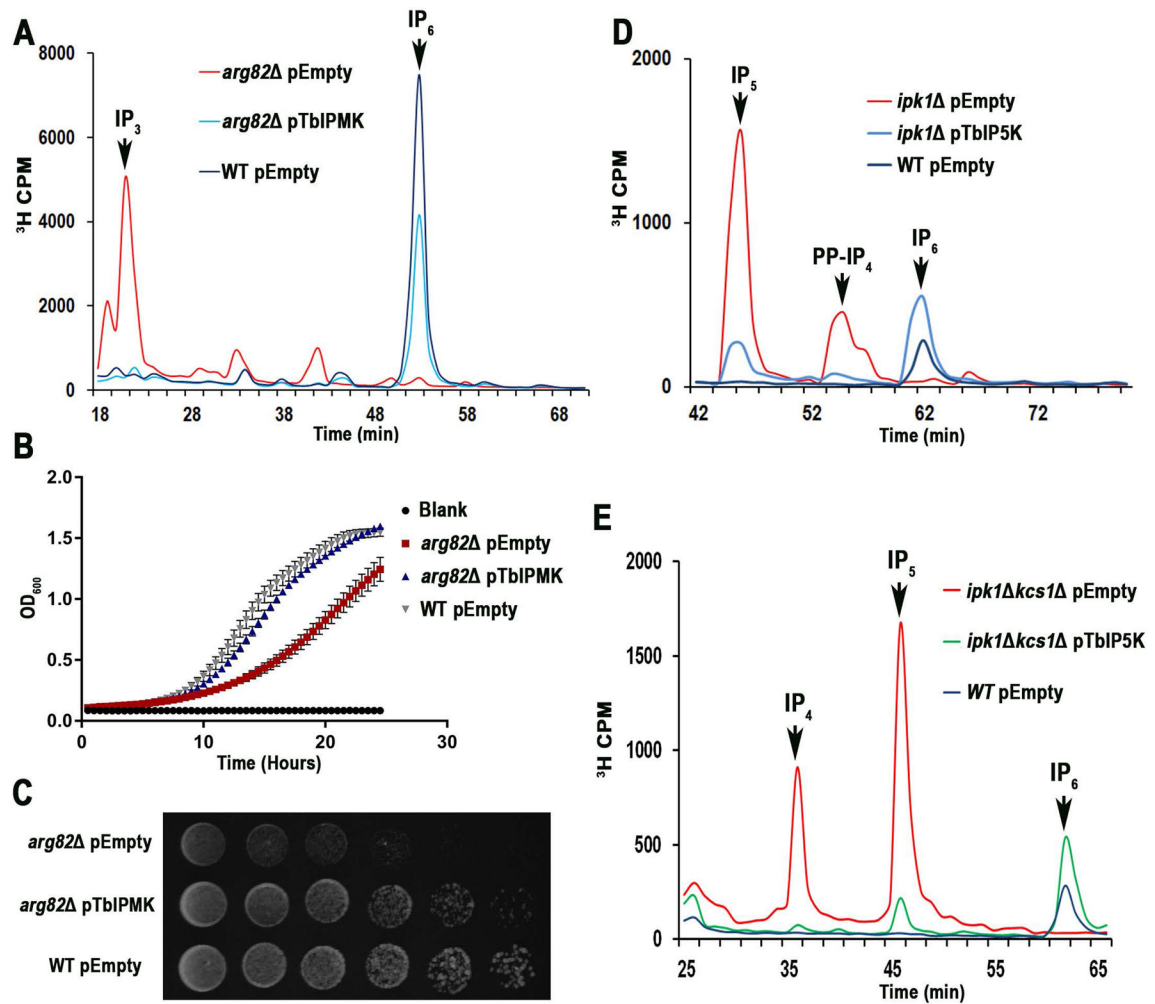 A
IP6
8000
arg82Δ pEmpty
6000
arg82Δ pTbIPMK
IP3
WT pEmpty
³H CPM
4000
2000
0
18 28 38 48 58 68
Time (min)
B
2.0
Blank
1.5
arg82Δ pEmpty
arg82Δ pTbIPMK
OD600
1.0
WT pEmpty
0.5
0.0
0 10 20 30
Time (Hours)
C
arg82Δ pEmpty
arg82Δ pTbIPMK
WT pEmpty
D
2000
IP5
ipk1Δ pEmpty
ipk1Δ pTbIP5K
WT pEmpty
³H CPM
1000
PP-IP4
IP6
0
42 52 62 72
Time (min)
E
2000
IP5
ipk1Δkcs1Δ pEmpty
ipk1Δkcs1Δ pTbIP5K
1500
WT pEmpty
IP4
³H CPM
1000
IP6
500
0
25 35 45 55 65
Time (min)